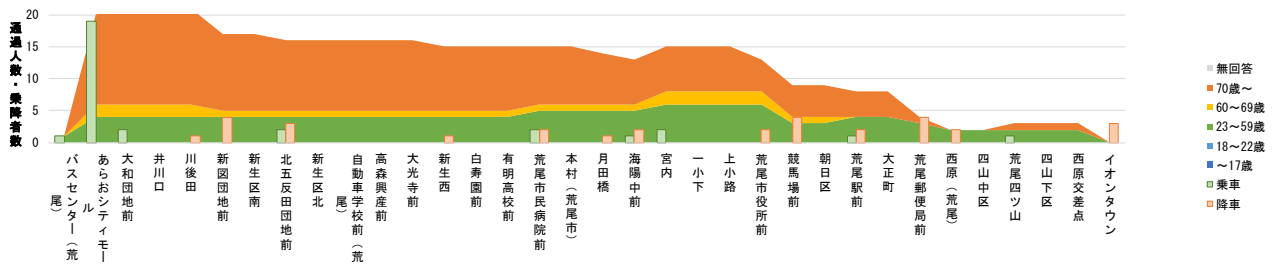 通過人数・乗降者数
20
15
10
5
0
バスセンター（荒尾）
あらおシティモール
大和団地前
井川口
川後田
新図団地前
新生区南
北五反田団地前
新生区北
自動車学校前（荒尾）
高森興産前
大光寺前
新生西
白寿園前
有明高校前
荒尾市民病院前
本村（荒尾市）
月田橋
海陽中前
宮内
一小下
上小路
荒尾市役所前
競馬場前
朝日区
荒尾駅前
大正町
荒尾郵便局前
西原（荒尾）
四山中区
荒尾四ツ山
四山下区
西原交差点
イオンタウン
無回答
70歳～
60～69歳
23～59歳
18～22歳
～17歳
乗車
降車